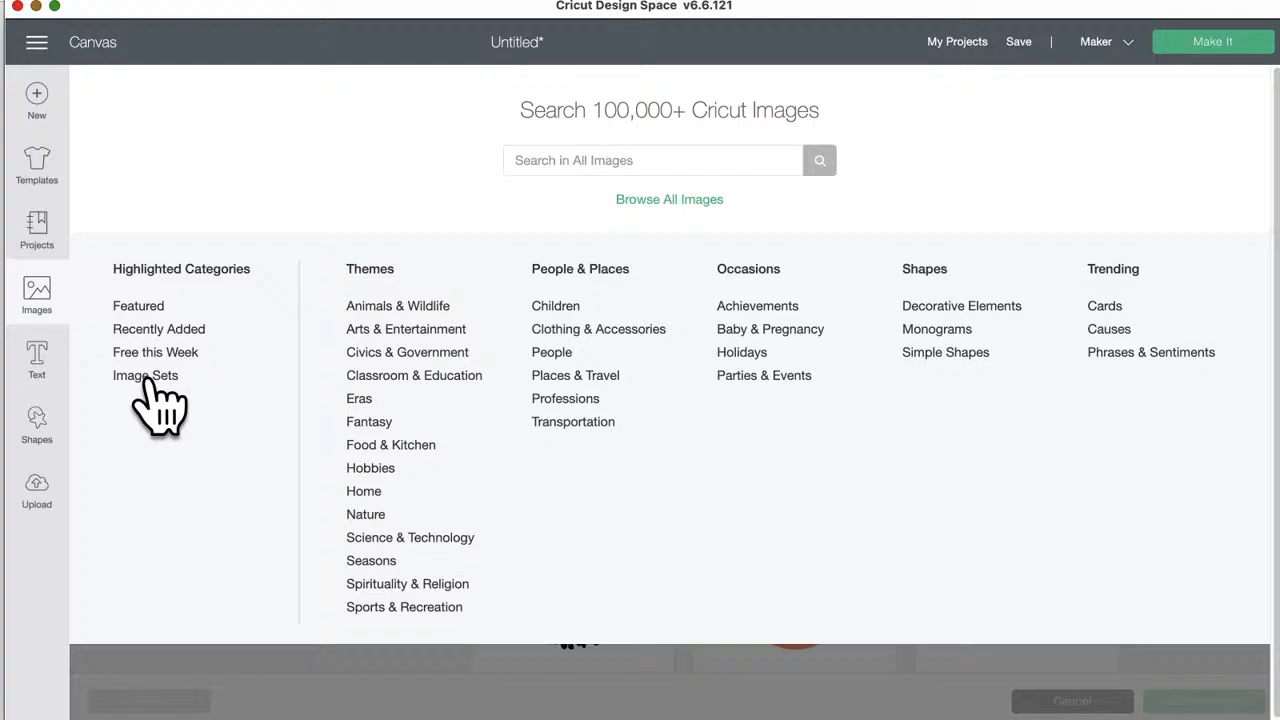 Cricut Design Space v6.6.121
Canvas
Untitled*
My Projects
Save
Maker
Make It
New
Templates
Projects
Images
Text
Shapes
Upload
Search 100,000+ Cricut Images
Search in All Images
Browse All Images
Highlighted Categories
Featured
Recently Added
Free this Week
Image Sets
Themes
Animals & Wildlife
Arts & Entertainment
Civics & Government
Classroom & Education
Eras
Fantasy
Food & Kitchen
Hobbies
Home
Nature
Science & Technology
Seasons
Spirituality & Religion
Sports & Recreation
People & Places
Children
Clothing & Accessories
People
Places & Travel
Professions
Transportation
Occasions
Achievements
Baby & Pregnancy
Holidays
Parties & Events
Shapes
Decorative Elements
Monograms
Simple Shapes
Trending
Cards
Causes
Phrases & Sentiments
Cancel